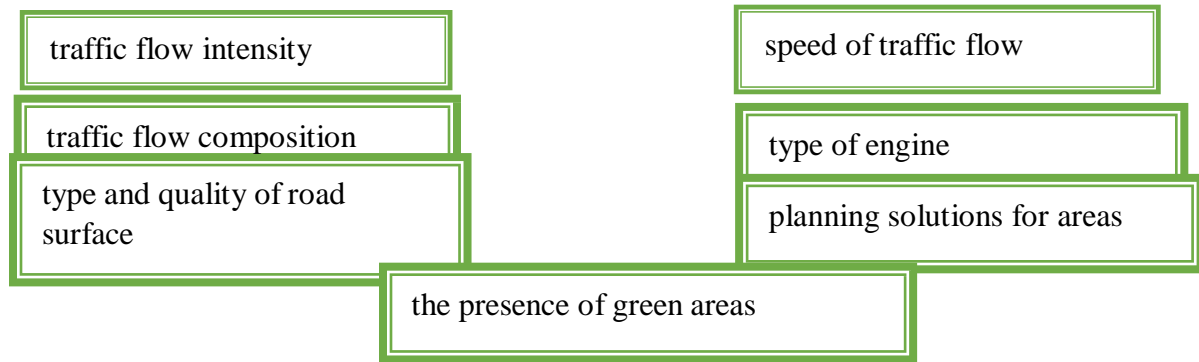 traffic flow intensity
speed of traffic flow
traffic flow composition
type of engine
type and quality of road
surface
planning solutions for areas
the presence of green areas